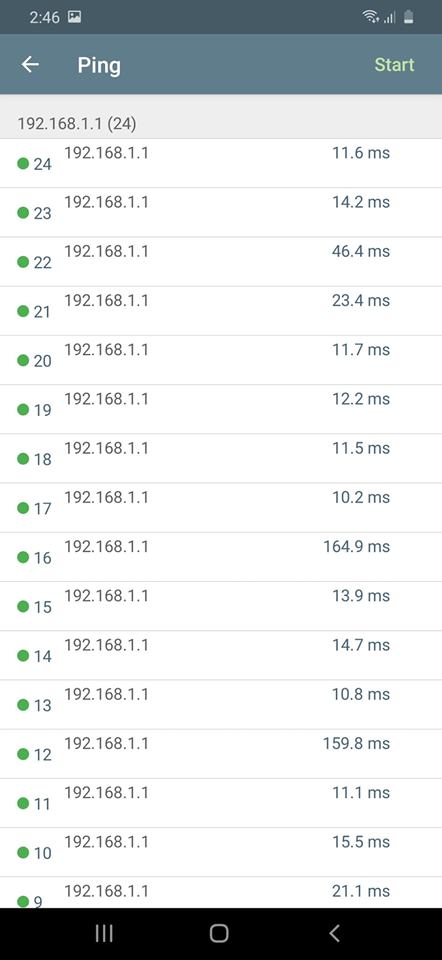 2:46
Ping Start
192.168.1.1 (24)
24 192.168.1.1 11.6 ms
23 192.168.1.1 14.2 ms
22 192.168.1.1 46.4 ms
21 192.168.1.1 23.4 ms
20 192.168.1.1 11.7 ms
19 192.168.1.1 12.2 ms
18 192.168.1.1 11.5 ms
17 192.168.1.1 10.2 ms
16 192.168.1.1 164.9 ms
15 192.168.1.1 13.9 ms
14 192.168.1.1 14.7 ms
13 192.168.1.1 10.8 ms
12 192.168.1.1 159.8 ms
11 192.168.1.1 11.1 ms
10 192.168.1.1 15.5 ms
9 192.168.1.1 21.1 ms